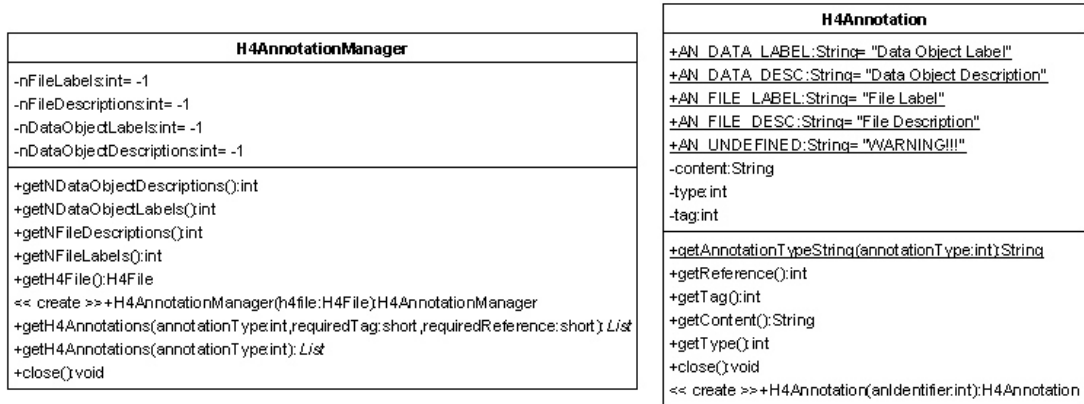 H4AnnotationManager
-nFileLabels:int= -1
-nFileDescriptions:int= -1
-nDataObjectLabels:int= -1
-nDataObjectDescriptions:int= -1
+getNDataObjectDescriptions():int
+getNDataObjectLabels():int
+getNFileDescriptions():int
+getNFileLabels():int
+getH4File():H4File
<< create >>+H4AnnotationManager(h4file:H4File):H4AnnotationManager
+getH4Annotations(annotationType:int,requiredTag:short,requiredReference:short): List
+getH4Annotations(annotationType:int): List
+close():void
H4Annotation
+AN_DATA_LABEL:String= "Data Object Label"
+AN_DATA_DESC:String= "Data Object Description"
+AN_FILE_LABEL:String= "File Label"
+AN_FILE_DESC:String= "File Description"
+AN_UNDEFINED:String= "WARNING!!!"
-content:String
-type:int
-tag:int
+getAnnotationTypeString(annotationType:int):String
+getReference():int
+getTag():int
+getContent():String
+getType():int
+close():void
<< create >>+H4Annotation(anIdentifier:int):H4Annotation